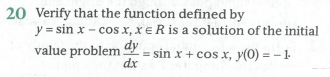 20 Verify that the function defined by
y = sin x – cos x, x ∈ R is a solution of the initial
value problem dy/dx = sin x + cos x, y(0) = – 1·